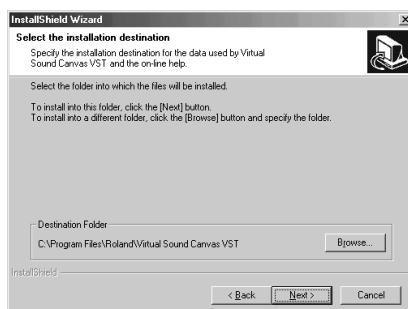 InstallShield Wizard
Select the installation destination
Specify the installation destination for the data used by Virtual
Sound Canvas VST and the on-line help.
Select the folder into which the files will be installed.
To install into this folder, click the [Next] button.
To install into a different folder, click the [Browse] button and specify the folder.
Destination Folder
C:\Program Files\Roland\Virtual Sound Canvas VST
Browse...
InstallShield
< Back
Next >
Cancel